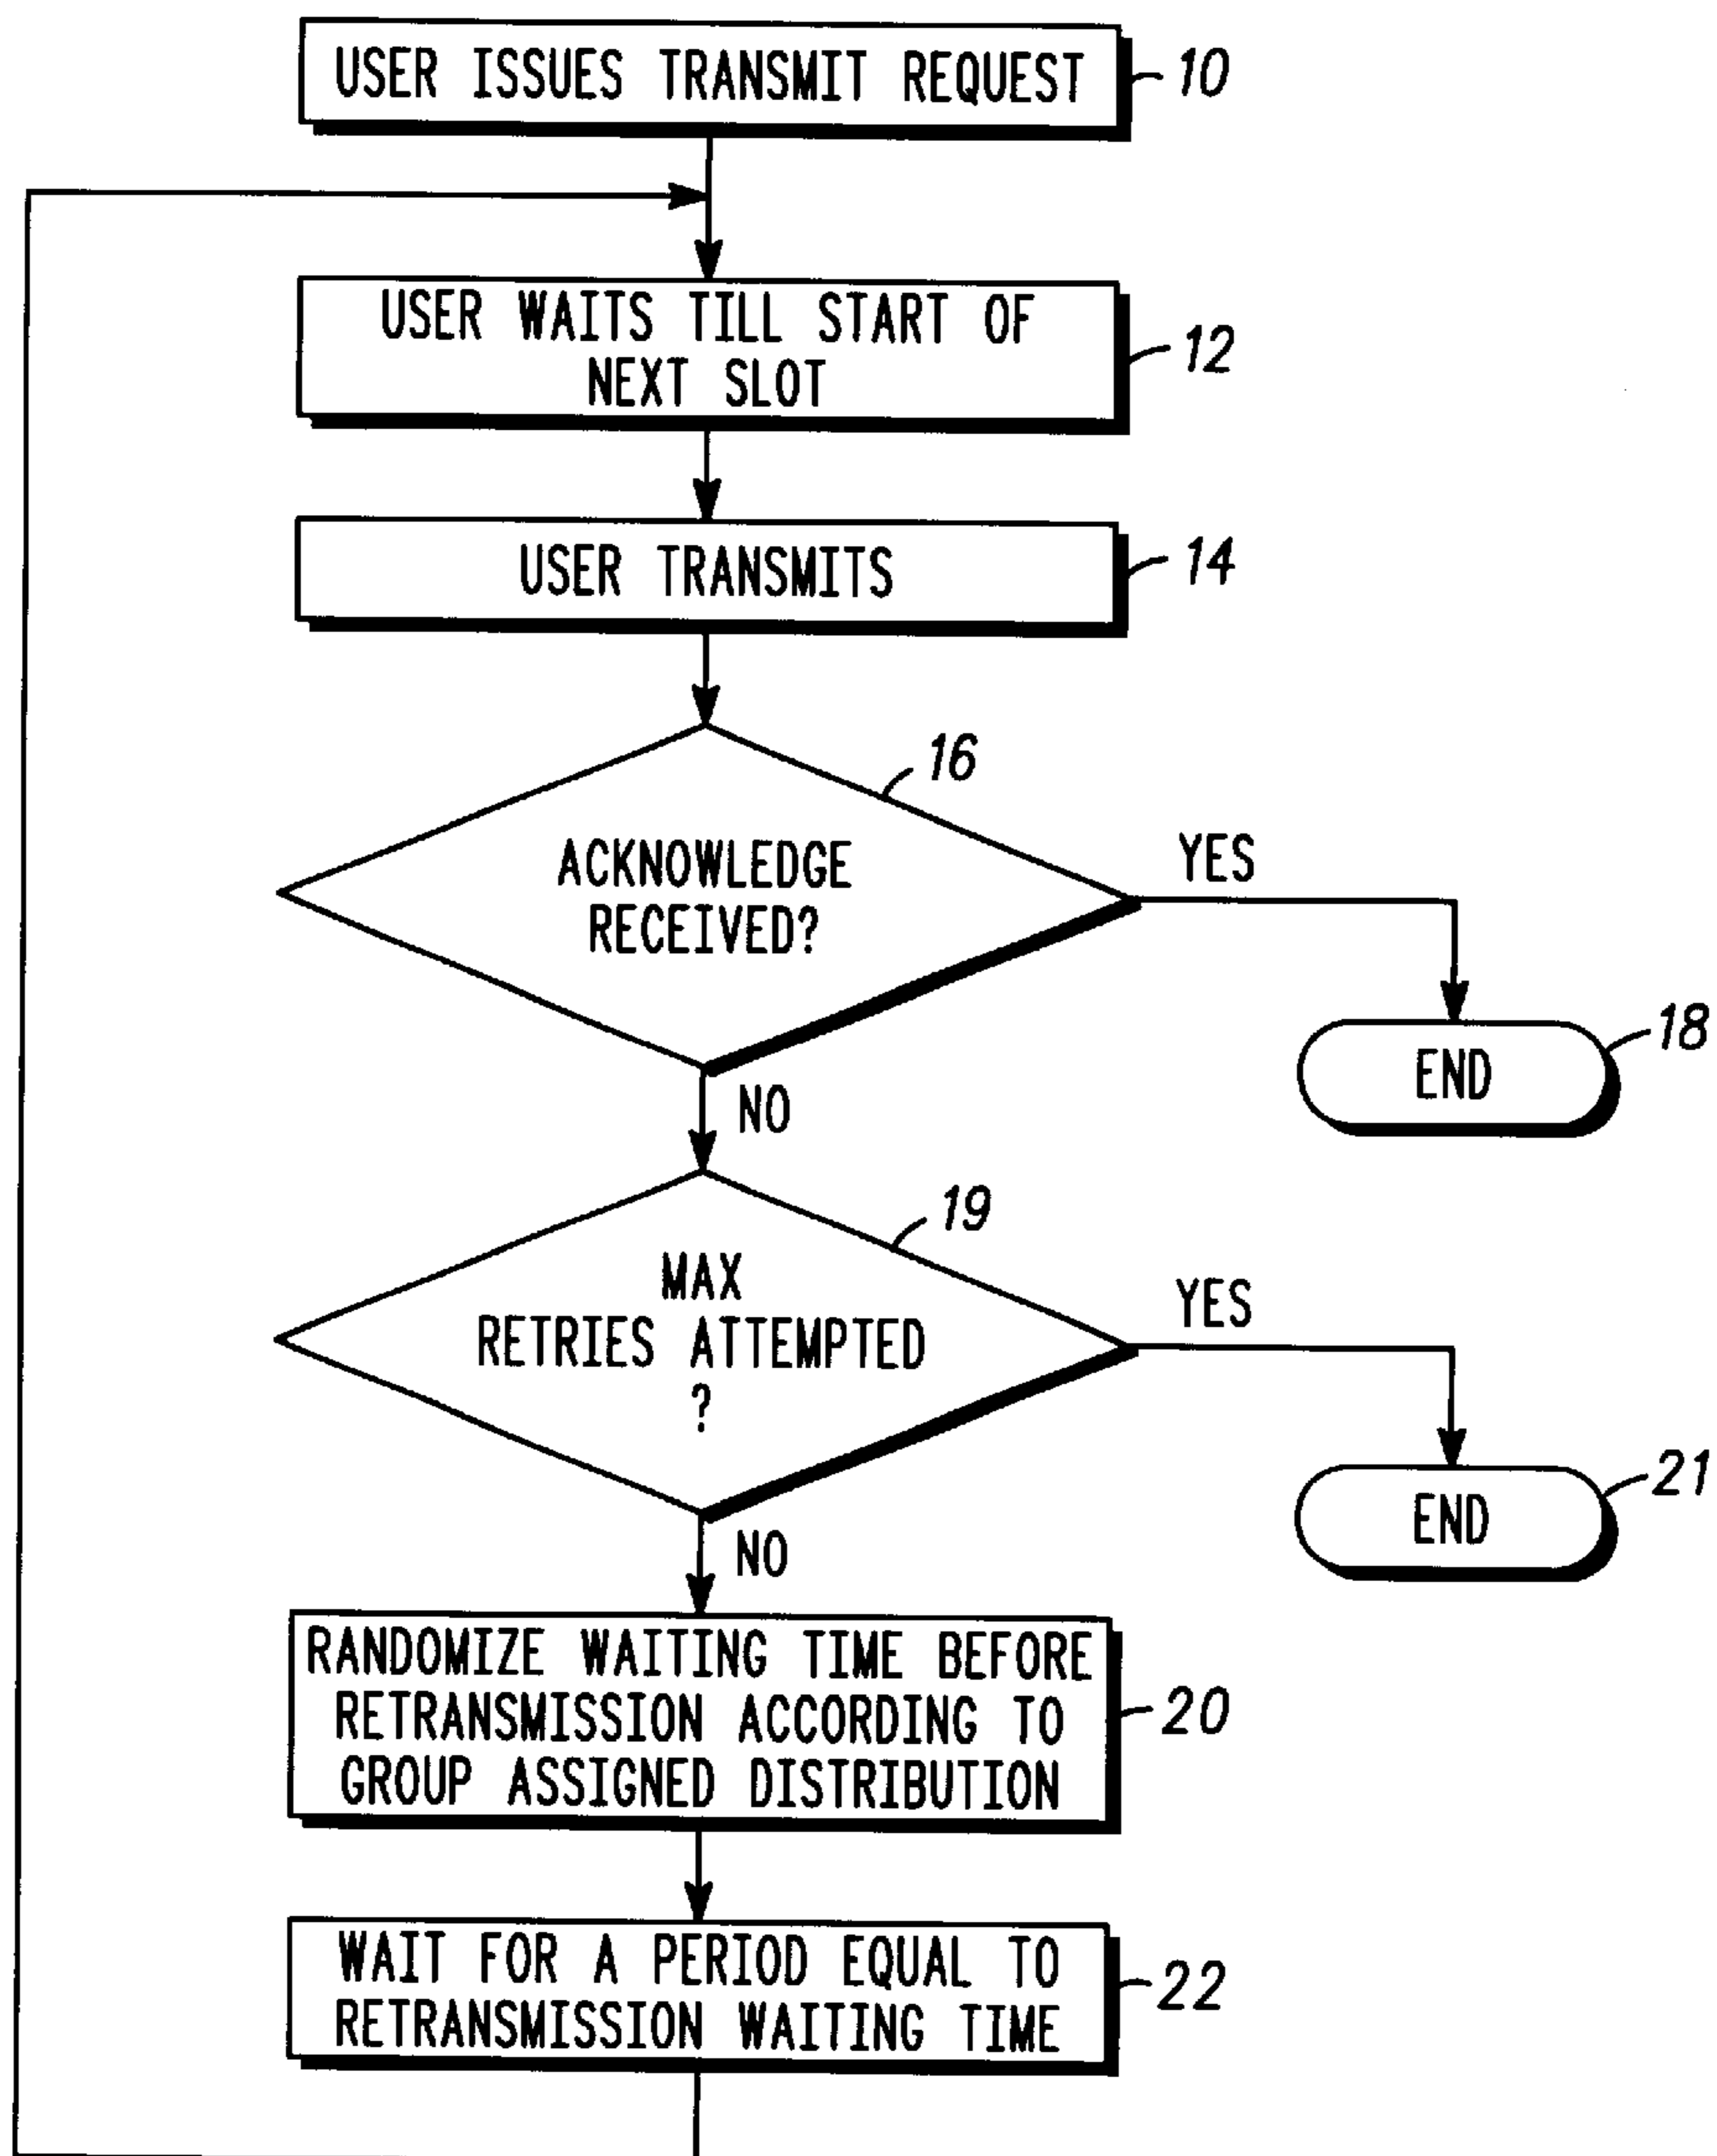 USER ISSUES TRANSMIT REQUEST
10
USER WAITS TILL START OF
NEXT SLOT
12
USER TRANSMITS
14
16
ACKNOWLEDGE
RECEIVED?
YES
18
END
NO
19
MAX
RETRIES ATTEMPTED
?
YES
21
END
NO
RANDOMIZE WAITING TIME BEFORE
RETRANSMISSION ACCORDING TO
GROUP ASSIGNED DISTRIBUTION
20
WAIT FOR A PERIOD EQUAL TO
RETRANSMISSION WAITING TIME
22